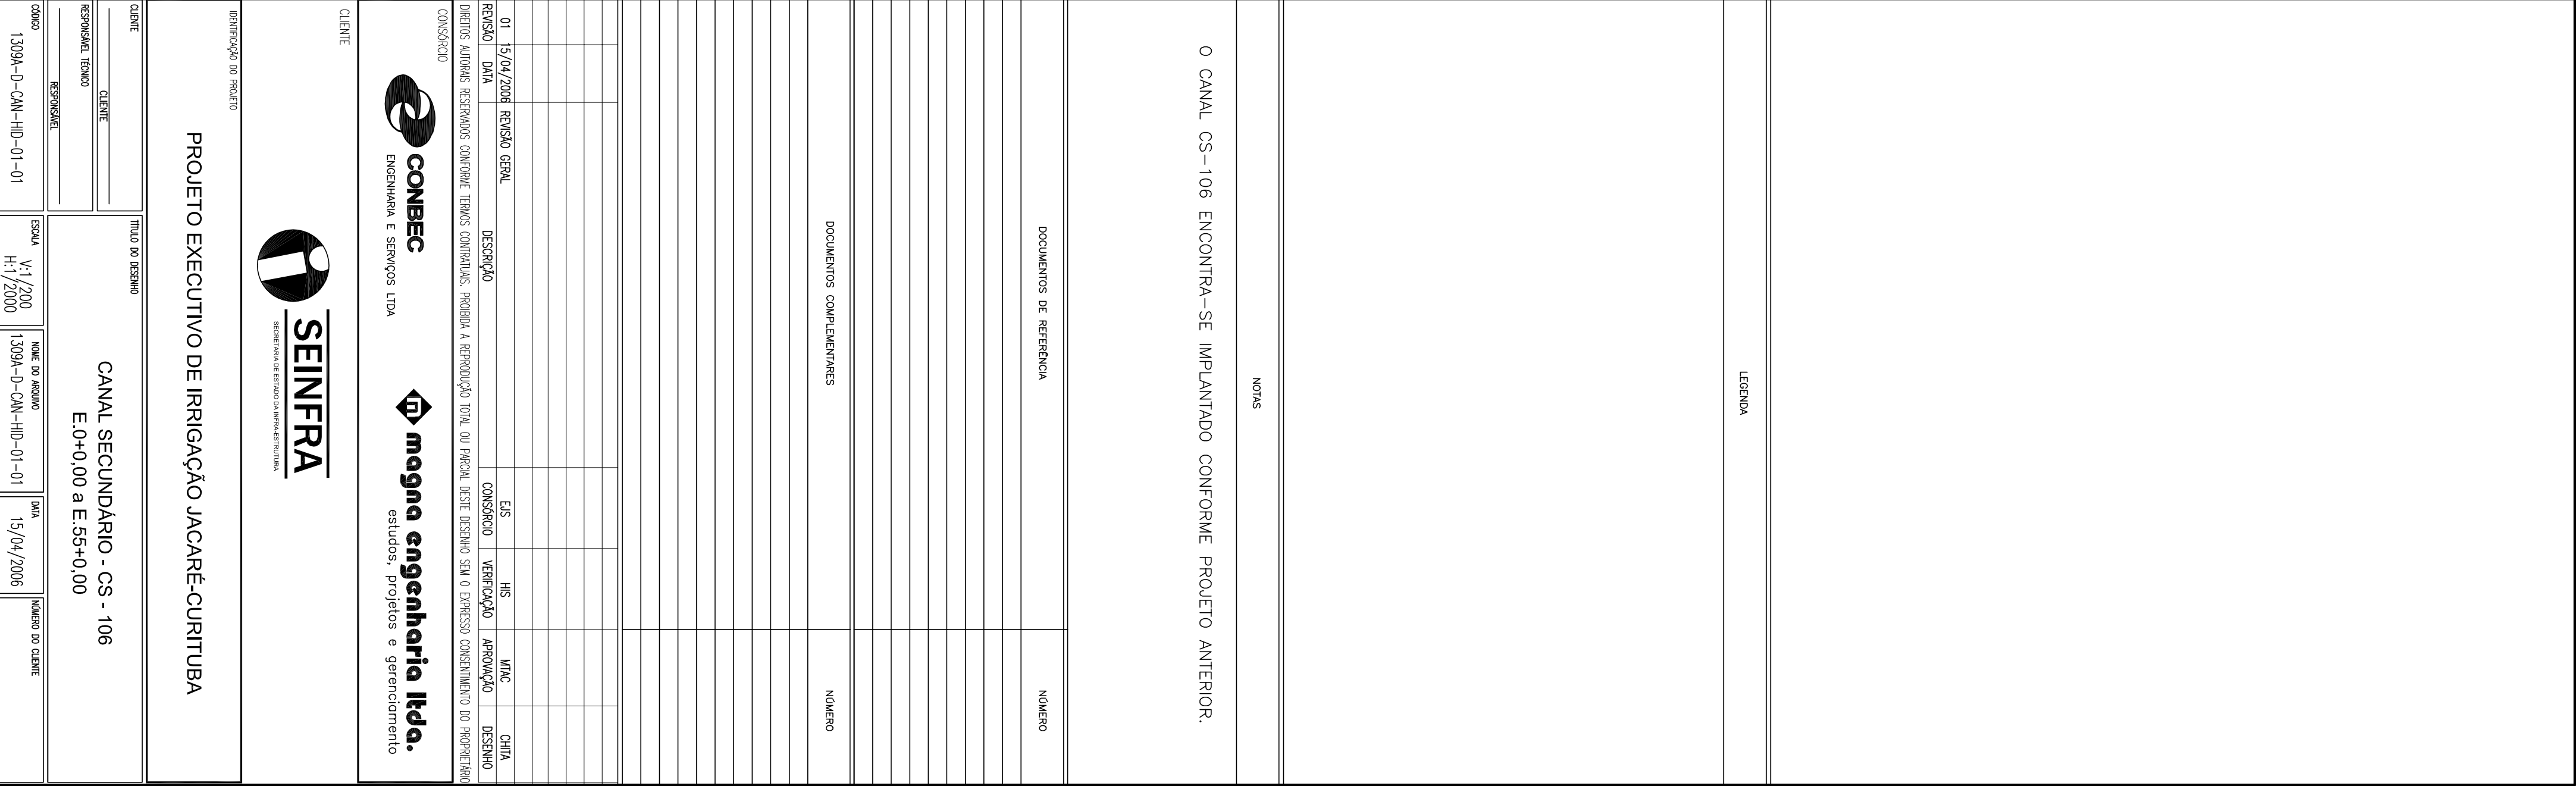 LEGENDA
NOTAS
O CANAL CS-106 ENCONTRA-SE IMPLANTADO CONFORME PROJETO ANTERIOR.
DOCUMENTOS DE REFERÊNCIA NÚMERO
DOCUMENTOS COMPLEMENTARES NÚMERO
01 15/04/2006 REVISÃO GERAL EJS HIS MTAC CHITA
REVISÃO DATA DESCRIÇÃO CONSÓRCIO VERIFICAÇÃO APROVAÇÃO DESENHO
DIREITOS AUTORAIS RESERVADOS CONFORME TERMOS CONTRATUAIS. PROIBIDA A REPRODUÇÃO TOTAL OU PARCIAL DESTE DESENHO SEM O EXPRESSO CONSENTIMENTO DO PROPRIETÁRIO
CONSÓRCIO
CONBEC
ENGENHARIA E SERVIÇOS LTDA
magna engenharia ltda.
estudos, projetos e gerenciamento
CLIENTE
SEINFRA
SECRETARIA DE ESTADO DA INFRA-ESTRUTURA
IDENTIFICAÇÃO DO PROJETO
PROJETO EXECUTIVO DE IRRIGAÇÃO JACARÉ-CURITUBA
CLIENTE
CLIENTE
RESPONSÁVEL TÉCNICO
RESPONSÁVEL
TÍTULO DO DESENHO
CANAL SECUNDÁRIO - CS - 106
E.0+0,00 a E.55+0,00
CÓDIGO
1309A-D-CAN-HID-01-01
ESCALA
V:1/200
H:1/2000
NOME DO ARQUIVO
1309A-D-CAN-HID-01-01
DATA
15/04/2006
NÚMERO DO CLIENTE